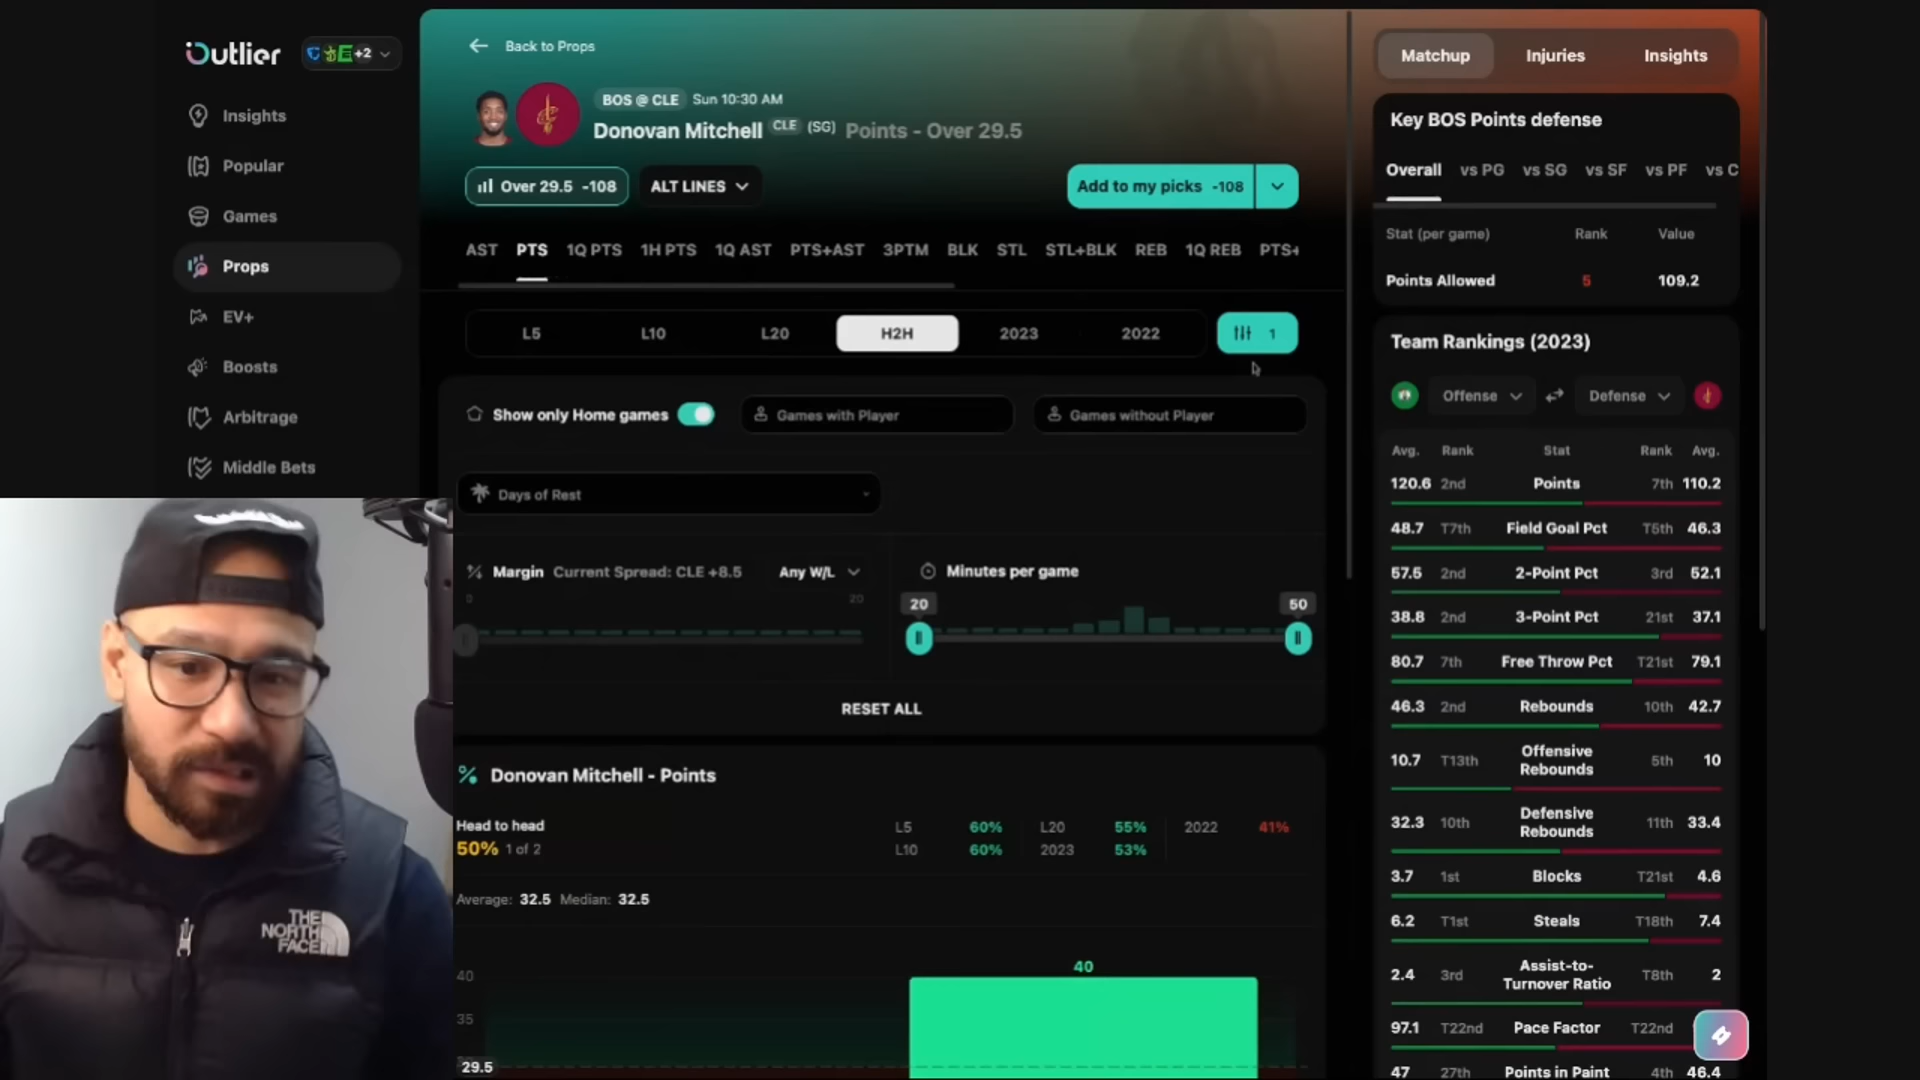 Outlier
+2
Insights
Popular
Games
Props
EV+
Boosts
Arbitrage
Middle Bets
Back to Props
BOS @ CLE Sun 10:30 AM
Donovan Mitchell CLE (SG) Points - Over 29.5
Over 29.5 -108
ALT LINES
Add to my picks -108
AST PTS 1Q PTS 1H PTS 1Q AST PTS+AST 3PTM BLK STL STL+BLK REB 1Q REB PTS+
L5 L10 L20 H2H 2023 2022 1
Show only Home games
Games with Player
Games without Player
Days of Rest
Margin Current Spread: CLE +8.5 Any W/L
0 20
Minutes per game
20 50
RESET ALL
Donovan Mitchell - Points
Head to head
50% 1 of 2
L5 60% L20 55% 2022 41%
L10 60% 2023 53%
Average: 32.5 Median: 32.5
40
40
35
29.5
Matchup Injuries Insights
Key BOS Points defense
Overall vs PG vs SG vs SF vs PF vs C
Stat (per game) Rank Value
Points Allowed 5 109.2
Team Rankings (2023)
Offense Defense
Avg. Rank Stat Rank Avg.
120.6 2nd Points 7th 110.2
48.7 T7th Field Goal Pct T5th 46.3
57.5 2nd 2-Point Pct 3rd 52.1
38.8 2nd 3-Point Pct 21st 37.1
80.7 7th Free Throw Pct T21st 79.1
46.3 2nd Rebounds 10th 42.7
10.7 T13th Offensive Rebounds 5th 10
32.3 10th Defensive Rebounds 11th 33.4
3.7 1st Blocks T21st 4.6
6.2 T1st Steals T18th 7.4
2.4 3rd Assist-to-Turnover Ratio T8th 2
97.1 T22nd Pace Factor T22nd
47 27th Points in Paint 4th 46.4
THE NORTH FACE